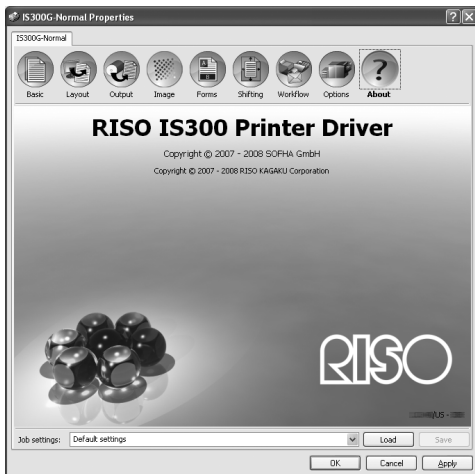 IS300G-Normal Properties
IS300G-Normal
Basic Layout Output Image Forms Shifting Workflow Options About
RISO IS300 Printer Driver
Copyright © 2007 - 2008 SOFHA GmbH
Copyright © 2007 - 2008 RISO KAGAKU Corporation
RISO
/US -
Job settings: Default settings Load Save
OK Cancel Apply